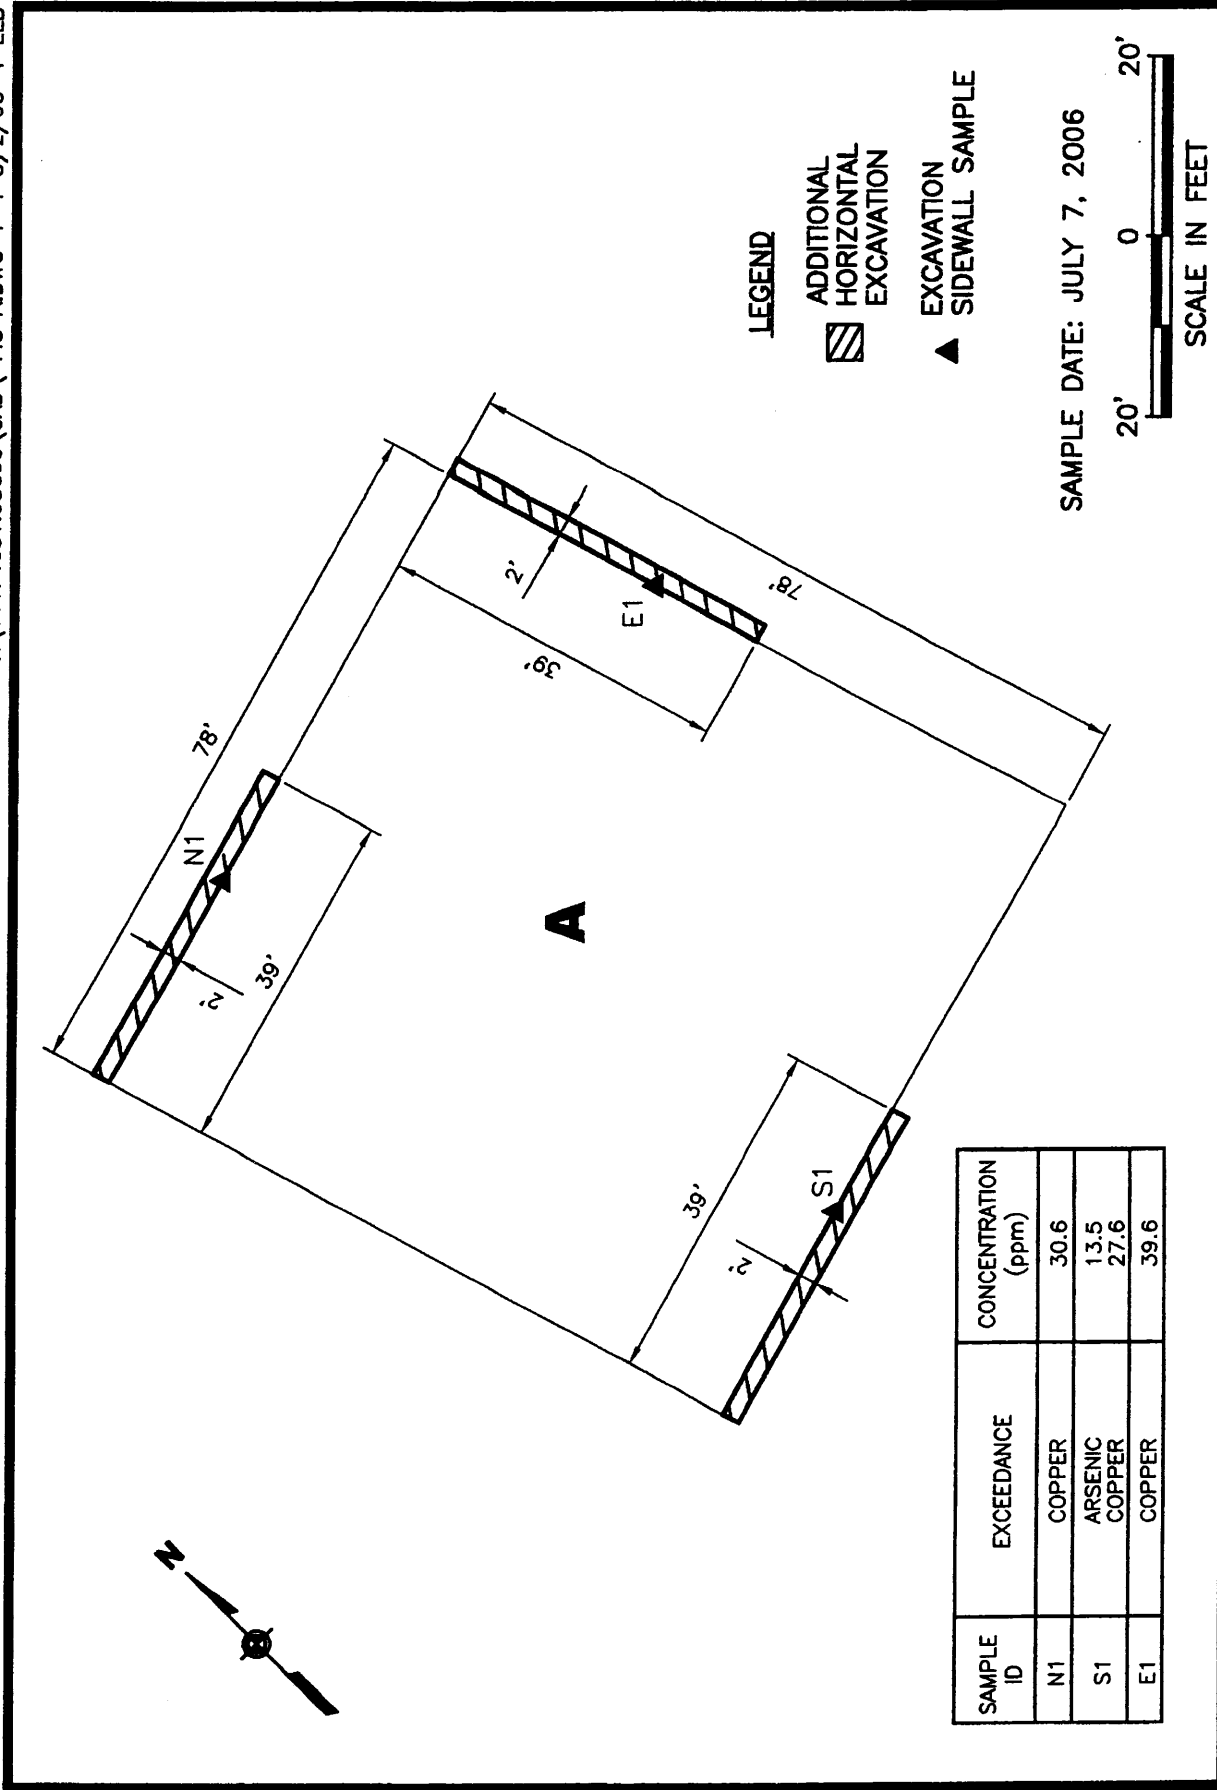 N
78'
N1
2'
39'
A
2'
E1
39'
78'
39'
S1
2'
LEGEND
ADDITIONAL
HORIZONTAL
EXCAVATION
EXCAVATION
SIDEWALL SAMPLE
SAMPLE DATE: JULY 7, 2006
20' 0 20'
SCALE IN FEET
SAMPLE ID EXCEEDANCE CONCENTRATION (ppm)
N1 COPPER 30.6
S1 ARSENIC 13.5
COPPER 27.6
E1 COPPER 39.6